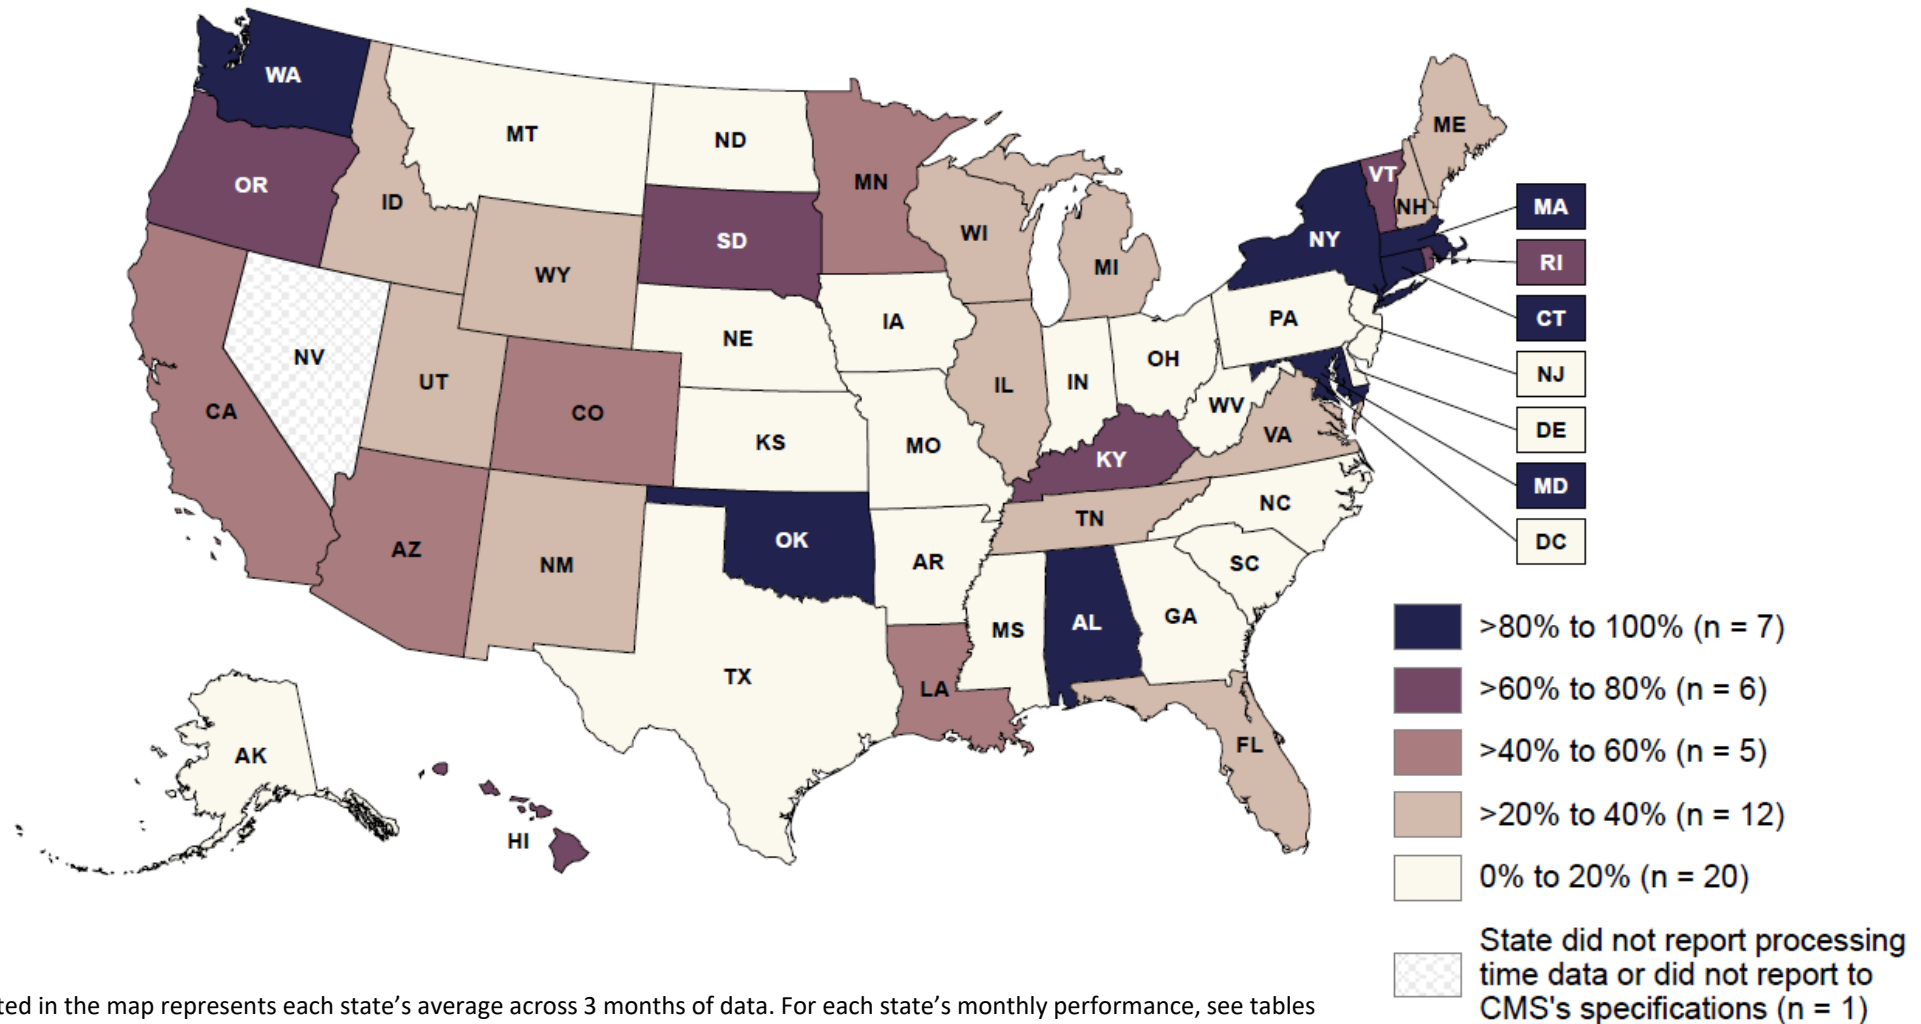 WA
MT
ND
MN
OR
ID
SD
WI
MI
ME
VT
NH
NY
MA
RI
CT
NJ
DE
MD
DC
WY
IA
NE
PA
NV
UT
CO
IL
IN
OH
WV
VA
CA
KS
MO
KY
NC
TN
AZ
NM
OK
AR
SC
MS
AL
GA
TX
LA
FL
AK
HI
>80% to 100% (n = 7)
>60% to 80% (n = 6)
>40% to 60% (n = 5)
>20% to 40% (n = 12)
0% to 20% (n = 20)
State did not report processing
time data or did not report to
CMS's specifications (n = 1)
ted in the map represents each state’s average across 3 months of data. For each state’s monthly performance, see tables